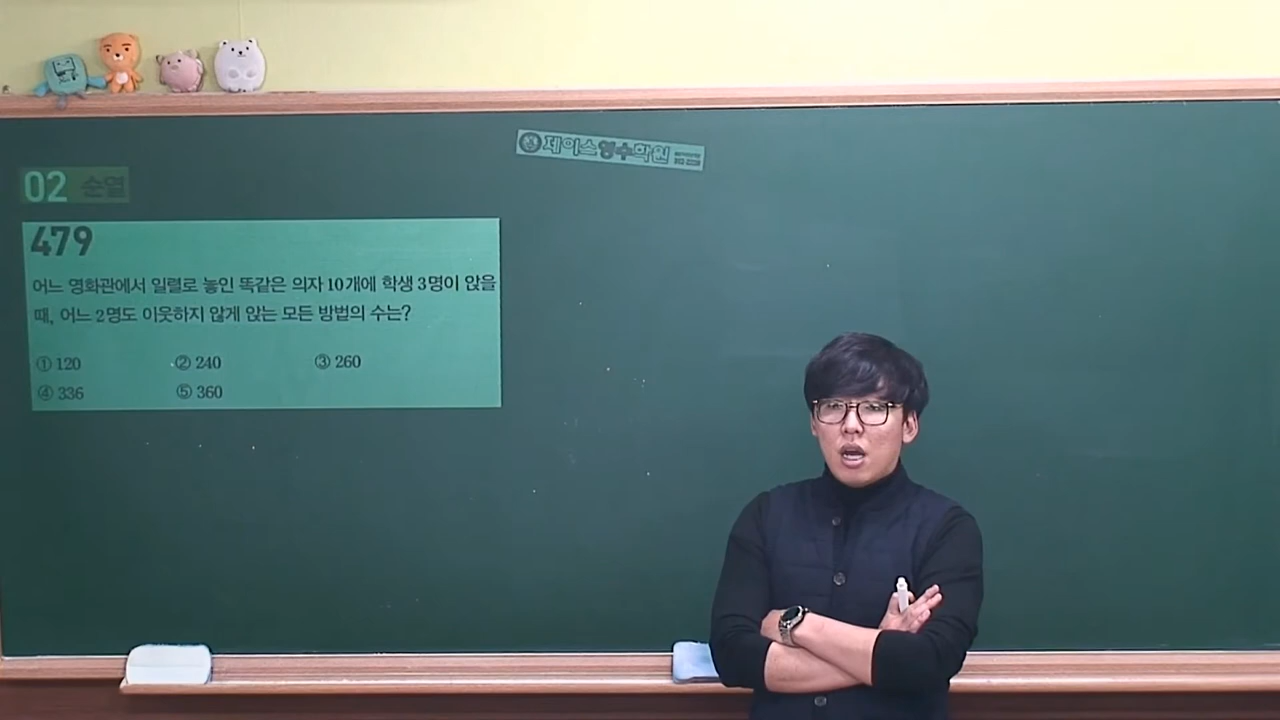 제이스영수학원
02 순열
479
어느 영화관에서 일렬로 놓인 똑같은 의자 10개에 학생 3명이 앉을
때, 어느 2명도 이웃하지 않게 앉는 모든 방법의 수는?
① 120 ② 240 ③ 260
④ 336 ⑤ 360